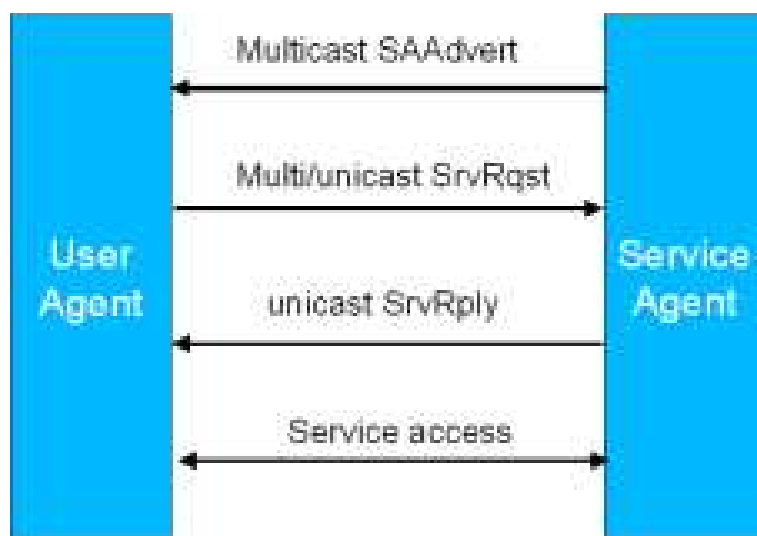 Multicast SAAdvert
Multi/unicast SrvRqst
User
Agent
Service
Agent
unicast SrvRply
Service access